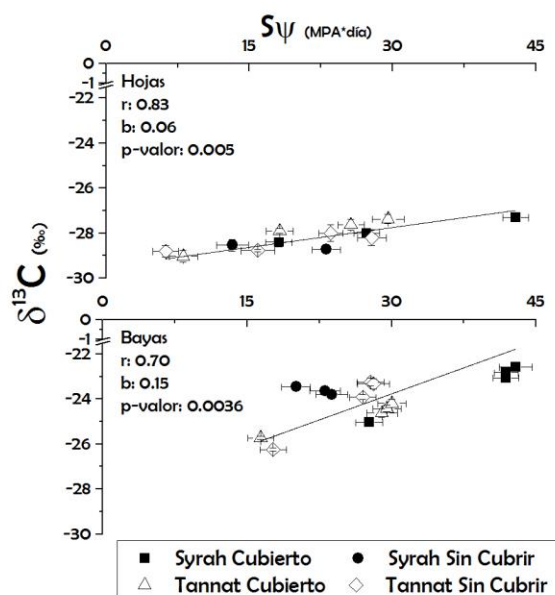 Sψ (MPA*día)
0 15 30 45
0
-1
-22
-24
-26
-28
-30
Hojas
r: 0.83
b: 0.06
p-valor: 0.005
δ¹³C (‰)
0 15 30 45
0
-1
-22
-24
-26
-28
-30
Bayas
r: 0.70
b: 0.15
p-valor: 0.0036
Syrah Cubierto Syrah Sin Cubrir
Tannat Cubierto Tannat Sin Cubrir